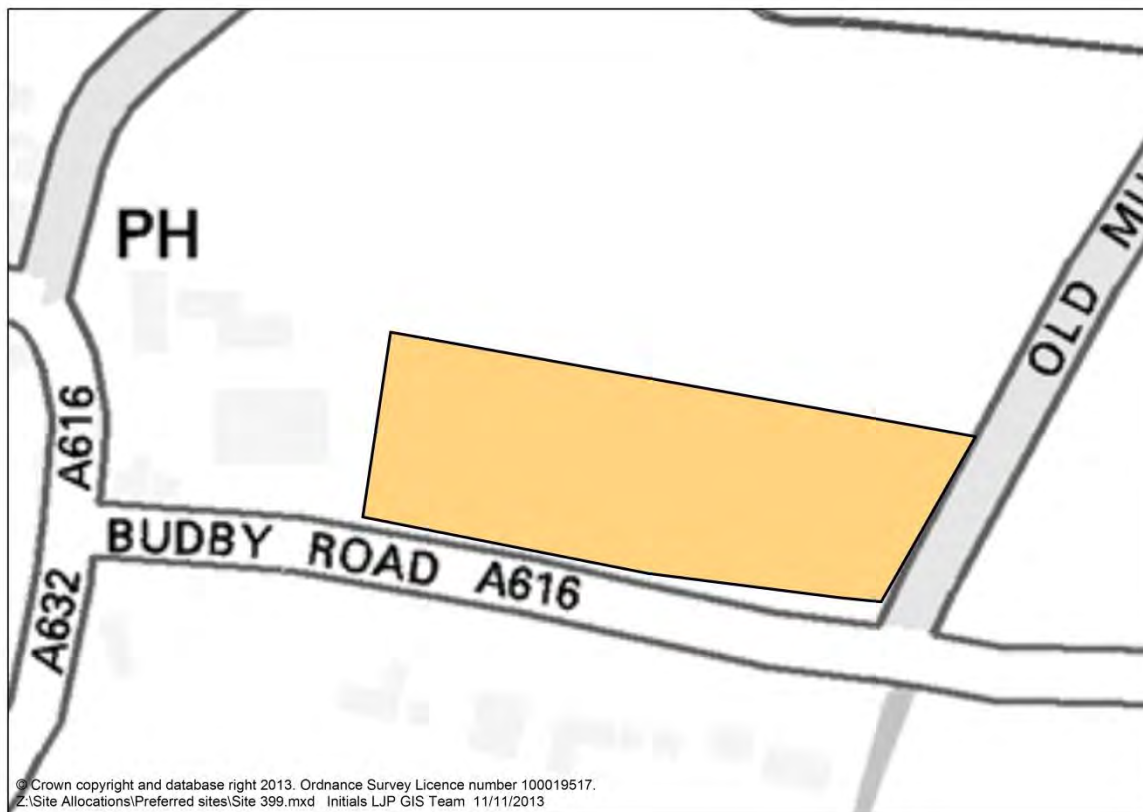 PH
OLD
A616
BUDBY ROAD A616
A632
© Crown copyright and database right 2013. Ordnance Survey Licence number 100019517.
Z:\Site Allocations\Preferred sites\Site 399.mxd Initials LJP GIS Team 11/11/2013